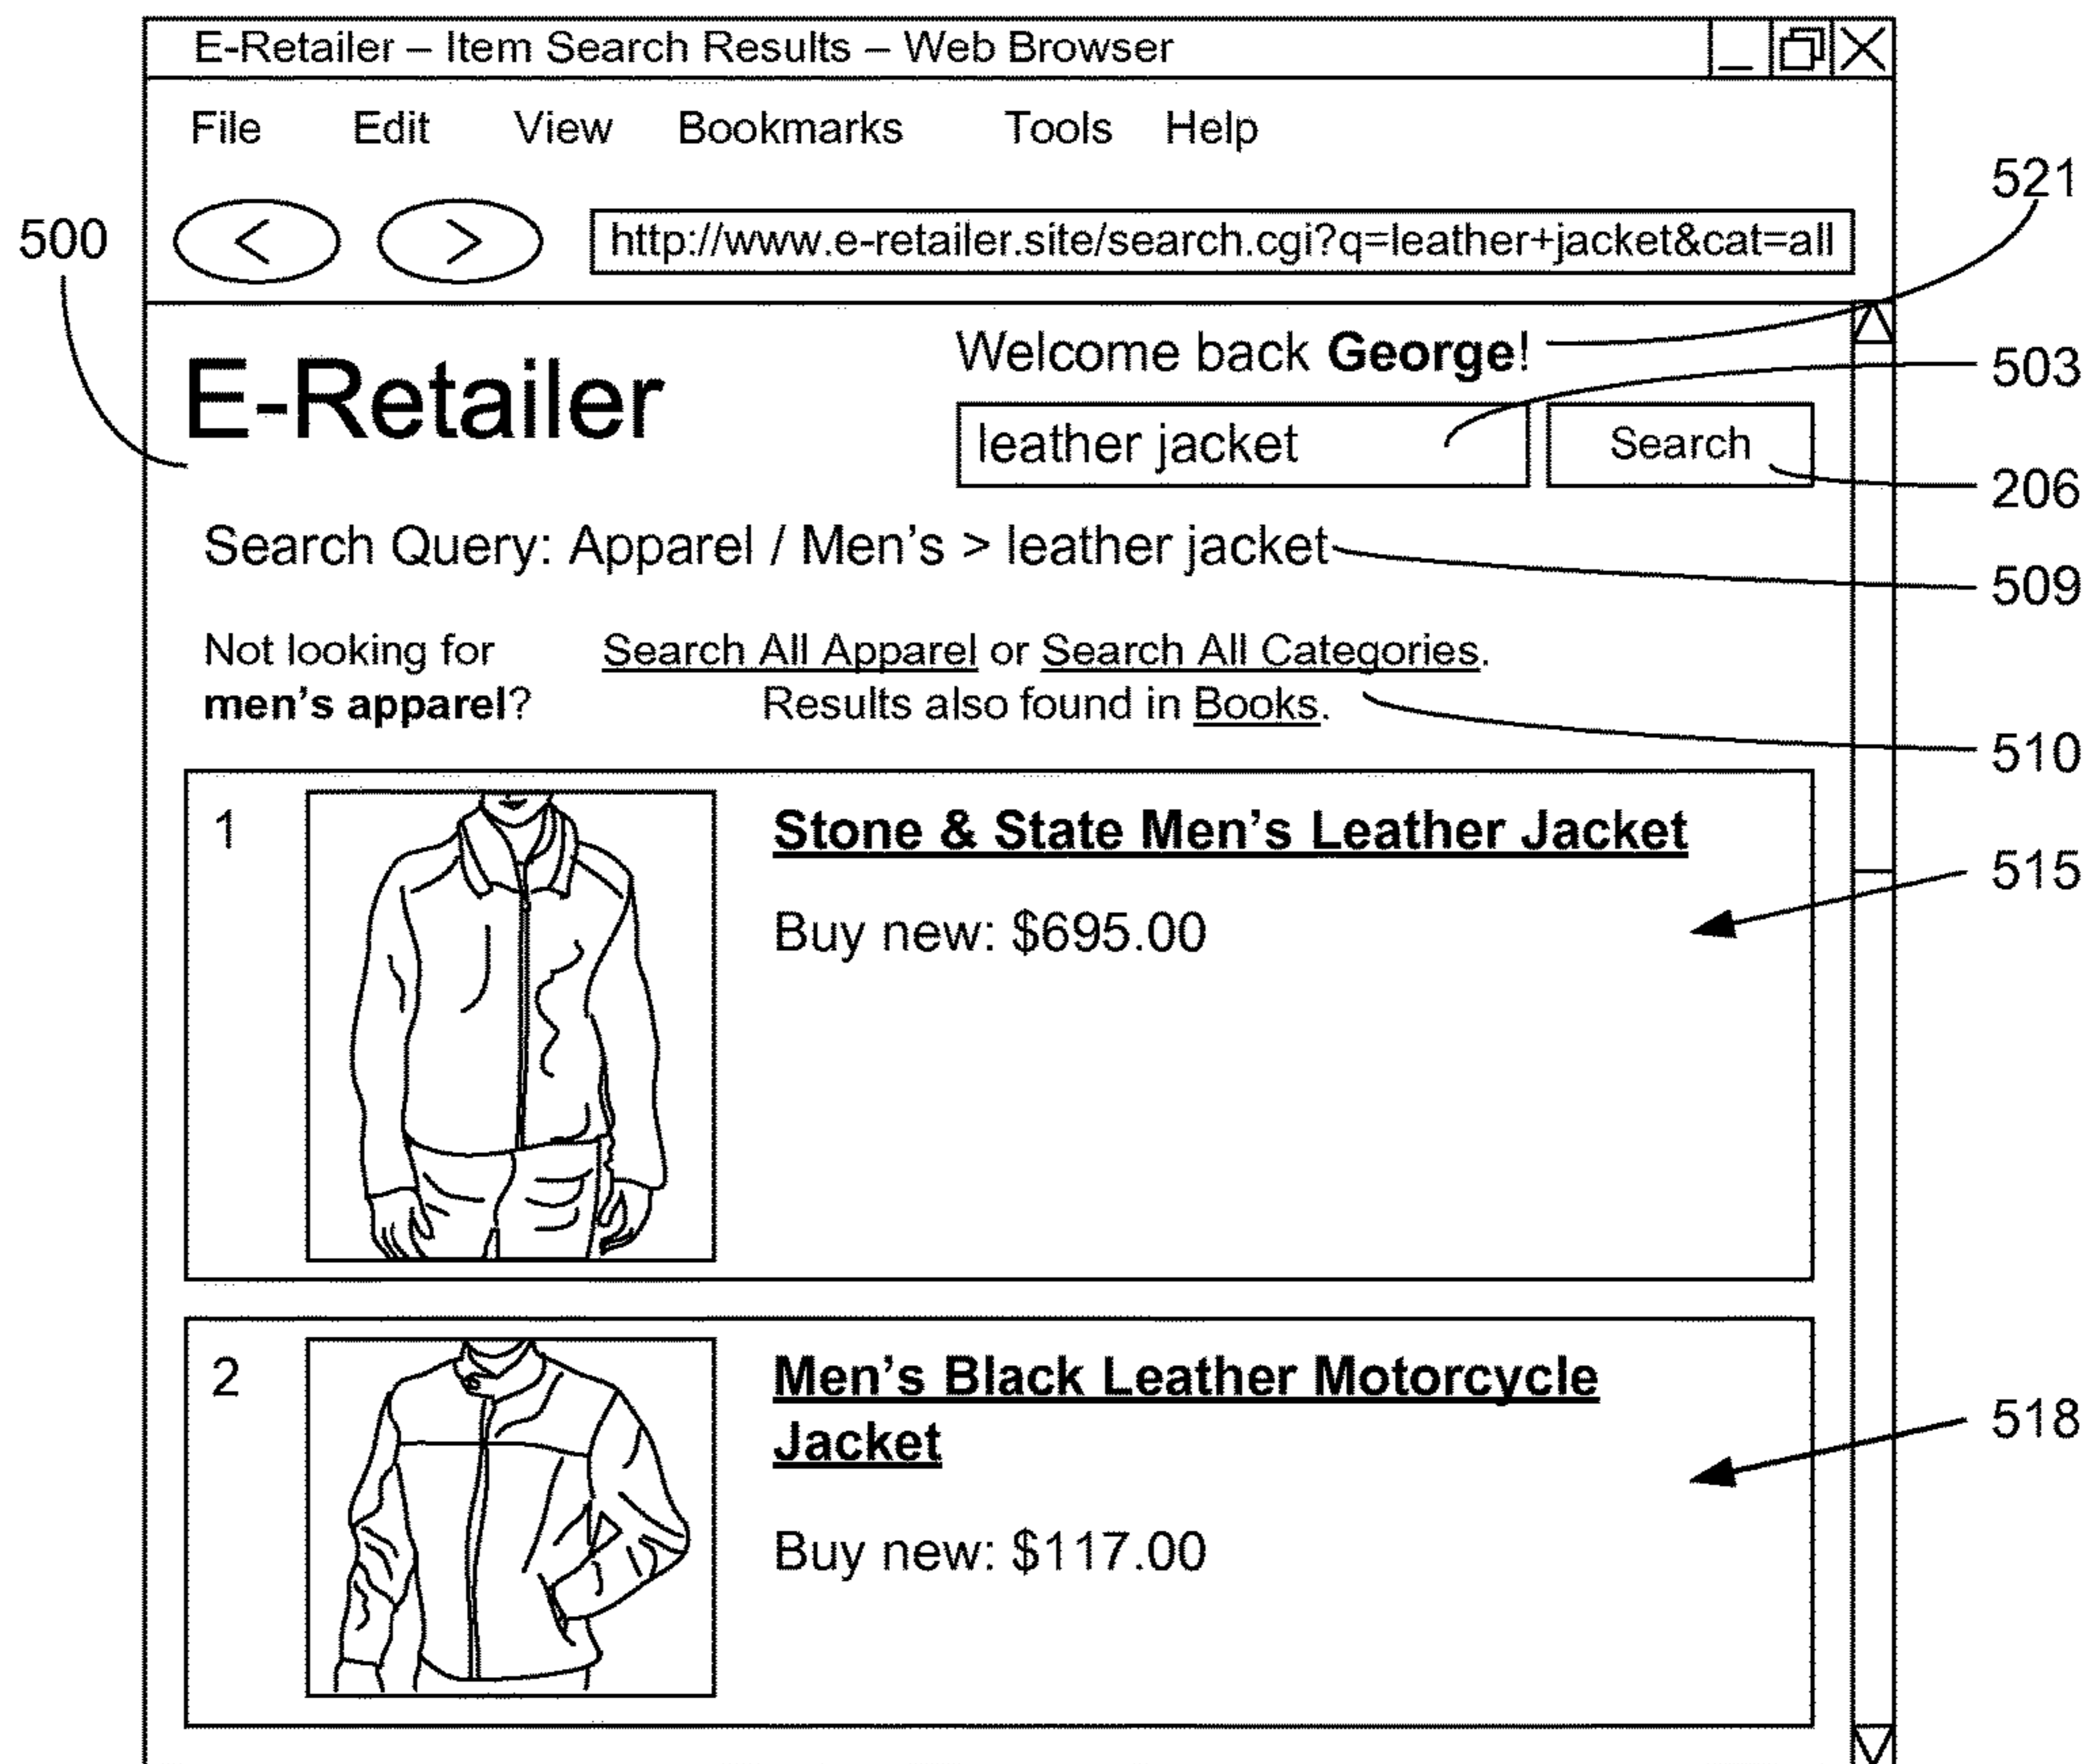 E-Retailer – Item Search Results – Web Browser
File Edit View Bookmarks Tools Help
521
500
< >
http://www.e-retailer.site/search.cgi?q=leather+jacket&cat=all
Welcome back George!
503
E-Retailer
leather jacket
Search
206
Search Query: Apparel / Men's > leather jacket
509
Not looking for Search All Apparel or Search All Categories.
men's apparel? Results also found in Books.
510
1
Stone & State Men's Leather Jacket
515
Buy new: $695.00
2
Men's Black Leather Motorcycle
Jacket
518
Buy new: $117.00